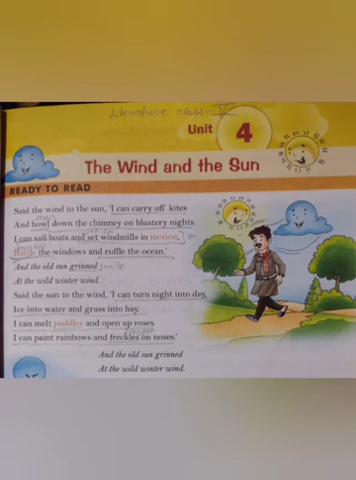 Literature class-V
Unit 4
The Wind and the Sun
READY TO READ
Said the wind to the sun, 'I can carry off kites
And howl down the chimney on blustery nights.
I can sail boats and set windmills in motion,
Rattle the windows and ruffle the ocean.'
And the old sun grinned
At the wild winter wind.
Said the sun to the wind, 'I can turn night into day,
Ice into water and grass into hay.
I can melt puddles and open up roses.
I can paint rainbows and freckles on noses.'
And the old sun grinned
At the wild winter wind.